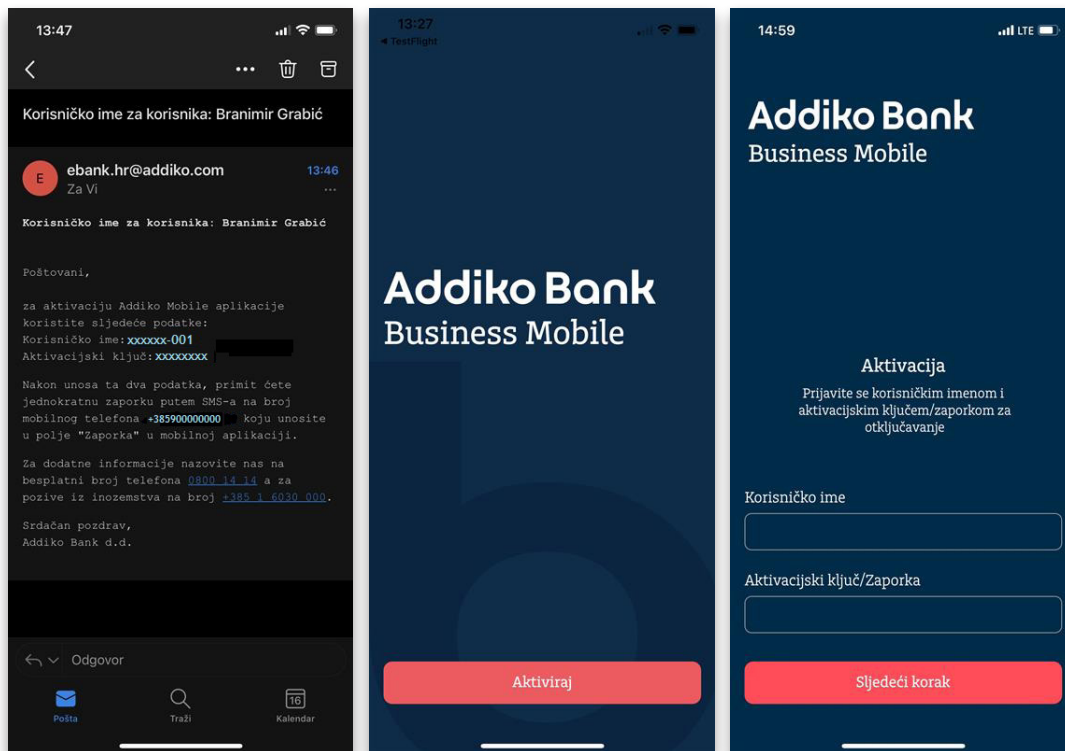 13:47
Korisničko ime za korisnika: Branimir Grabić
E
ebank.hr@addiko.com
13:46
Za Vi
Korisničko ime za korisnika: Branimir Grabić
Poštovani,
za aktivaciju Addiko Mobile aplikacije
koristite sljedeće podatke:
Korisničko ime: xxxxxx-001
Aktivacijski ključ: xxxxxxxx
Nakon unosa ta dva podatka, primit ćete
jednokratnu zaporku putem SMS-a na broj
mobilnog telefona +385900000000 koju unosite
u polje "Zaporka" u mobilnoj aplikaciji.
Za dodatne informacije nazovite nas na
besplatni broj telefona 0800 14 14 a za
pozive iz inozemstva na broj +385 1 6030 000.
Srdačan pozdrav,
Addiko Bank d.d.
Odgovor
Pošta
Traži
16
Kalendar
13:27
TestFlight
Addiko Bank
Business Mobile
Aktiviraj
14:59
LTE
Addiko Bank
Business Mobile
Aktivacija
Prijavite se korisničkim imenom i
aktivacijskim ključem/zaporkom za
otključavanje
Korisničko ime
Aktivacijski ključ/Zaporka
Sljedeći korak